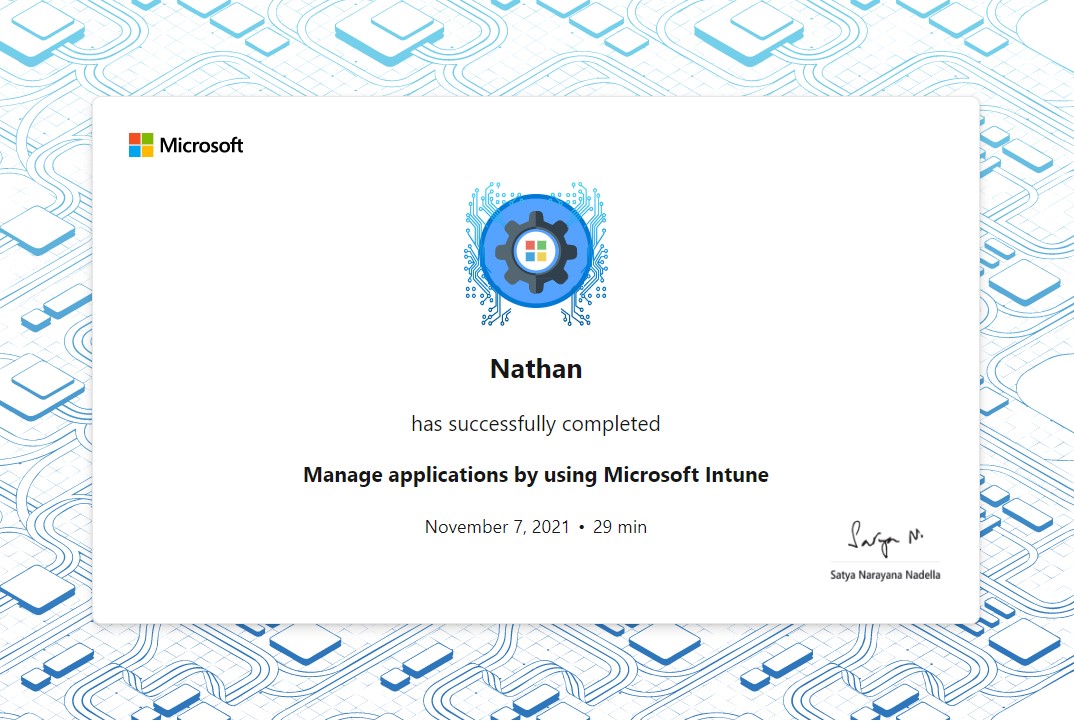 Microsoft
Nathan
has successfully completed
Manage applications by using Microsoft Intune
November 7, 2021 • 29 min
Satya N.
Satya Narayana Nadella